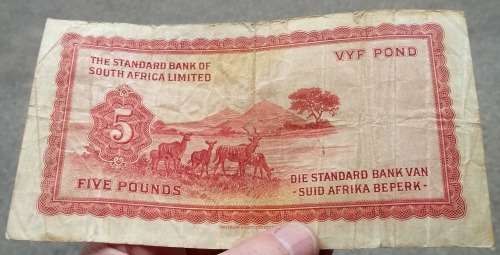 THE STANDARD BANK OF
SOUTH AFRICA LIMITED
VYF POND
5
FIVE POUNDS
DIE STANDARD BANK VAN
- SUID AFRIKA BEPERK -